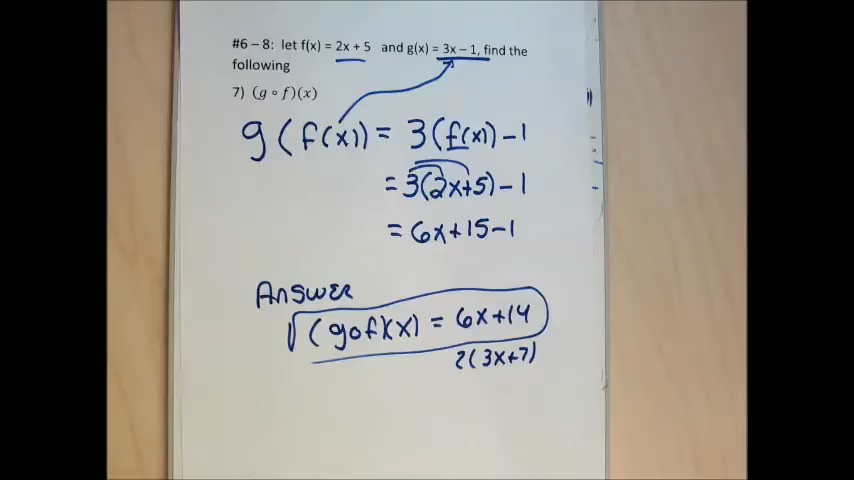 #6 – 8: let f(x) = 2x + 5 and g(x) = 3x – 1, find the
following
7) (g ∘ f)(x)
g(f(x)) = 3(f(x)) - 1
= 3(2x+5) - 1
= 6x+15-1
Answer
(gof)(x) = 6x+14
2(3x+7)